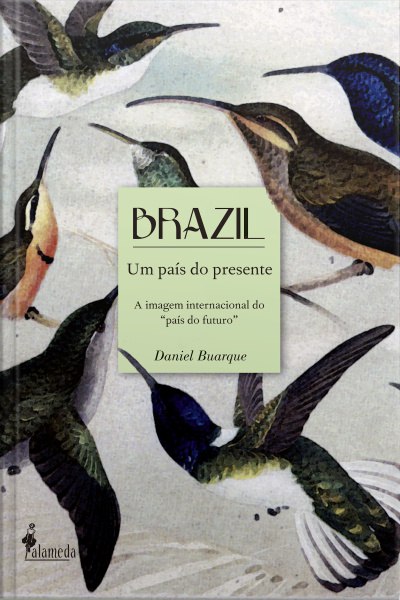 BRAZIL
Um país do presente
A imagem internacional do
“país do futuro”
Daniel Buarque
alameda